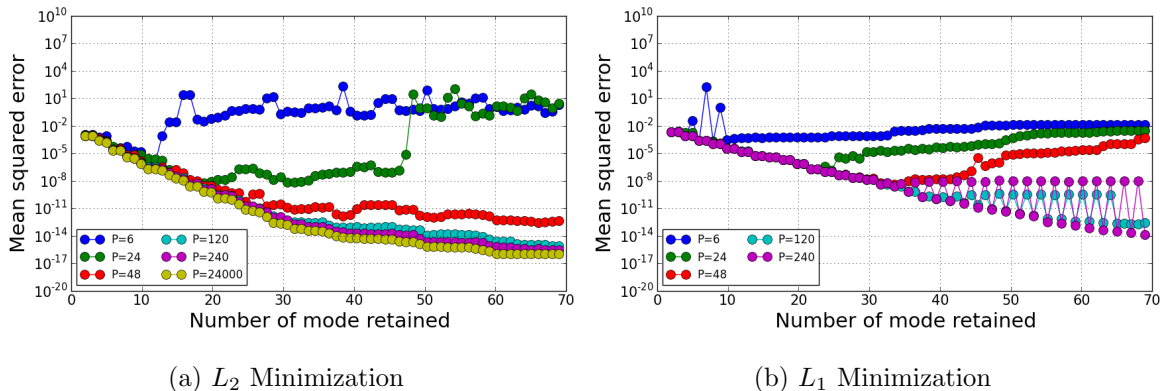 Mean squared error
10^10
10^7
10^4
10^1
10^-2
10^-5
10^-8
10^-11
10^-14
10^-17
10^-20
P=6
P=24
P=48
P=120
P=240
P=24000
0 10 20 30 40 50 60 70
Number of mode retained
(a) L_2 Minimization
Mean squared error
10^10
10^7
10^4
10^1
10^-2
10^-5
10^-8
10^-11
10^-14
10^-17
10^-20
P=6
P=24
P=48
P=120
P=240
0 10 20 30 40 50 60 70
Number of mode retained
(b) L_1 Minimization